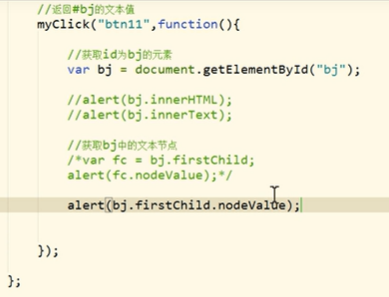 //返回#bj的文本值
myClick("btn11",function(){
//获取id为bj的元素
var bj = document.getElementById("bj");
//alert(bj.innerHTML);
//alert(bj.innerText);
//获取bj中的文本节点
/*var fc = bj.firstChild;
alert(fc.nodeValue);*/
alert(bj.firstChild.nodeValue);
});
};